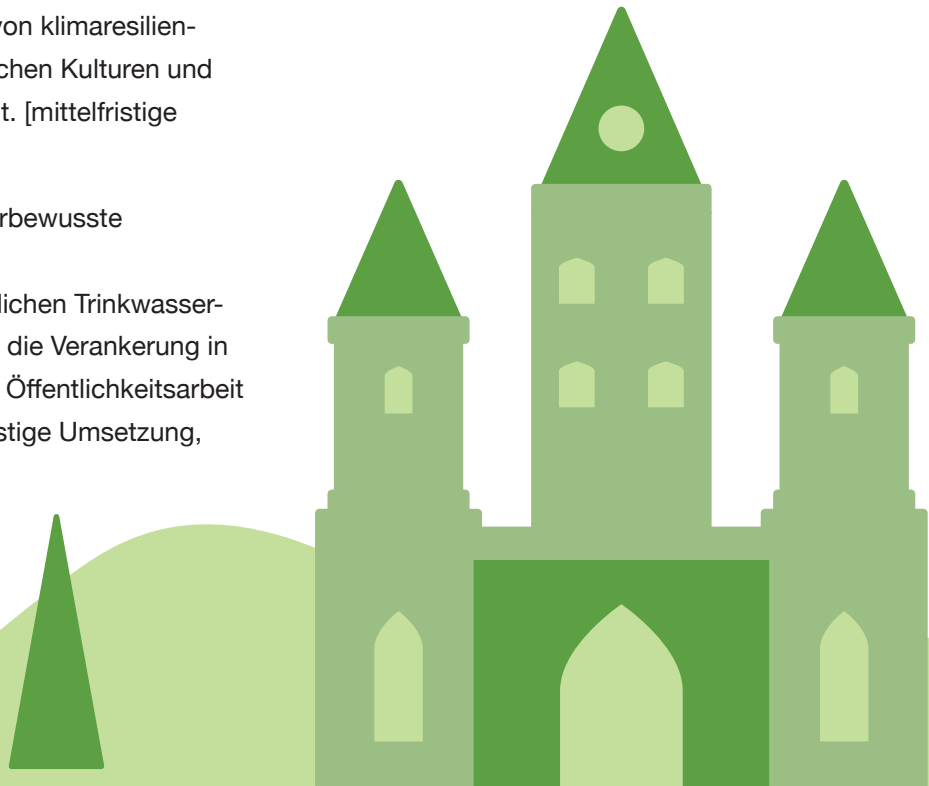 von klimaresilien-
chen Kulturen und
t. [mittelfristige
rbewusste
lichen Trinkwasser-
die Verankerung in
Öffentlichkeitsarbeit
stige Umsetzung,